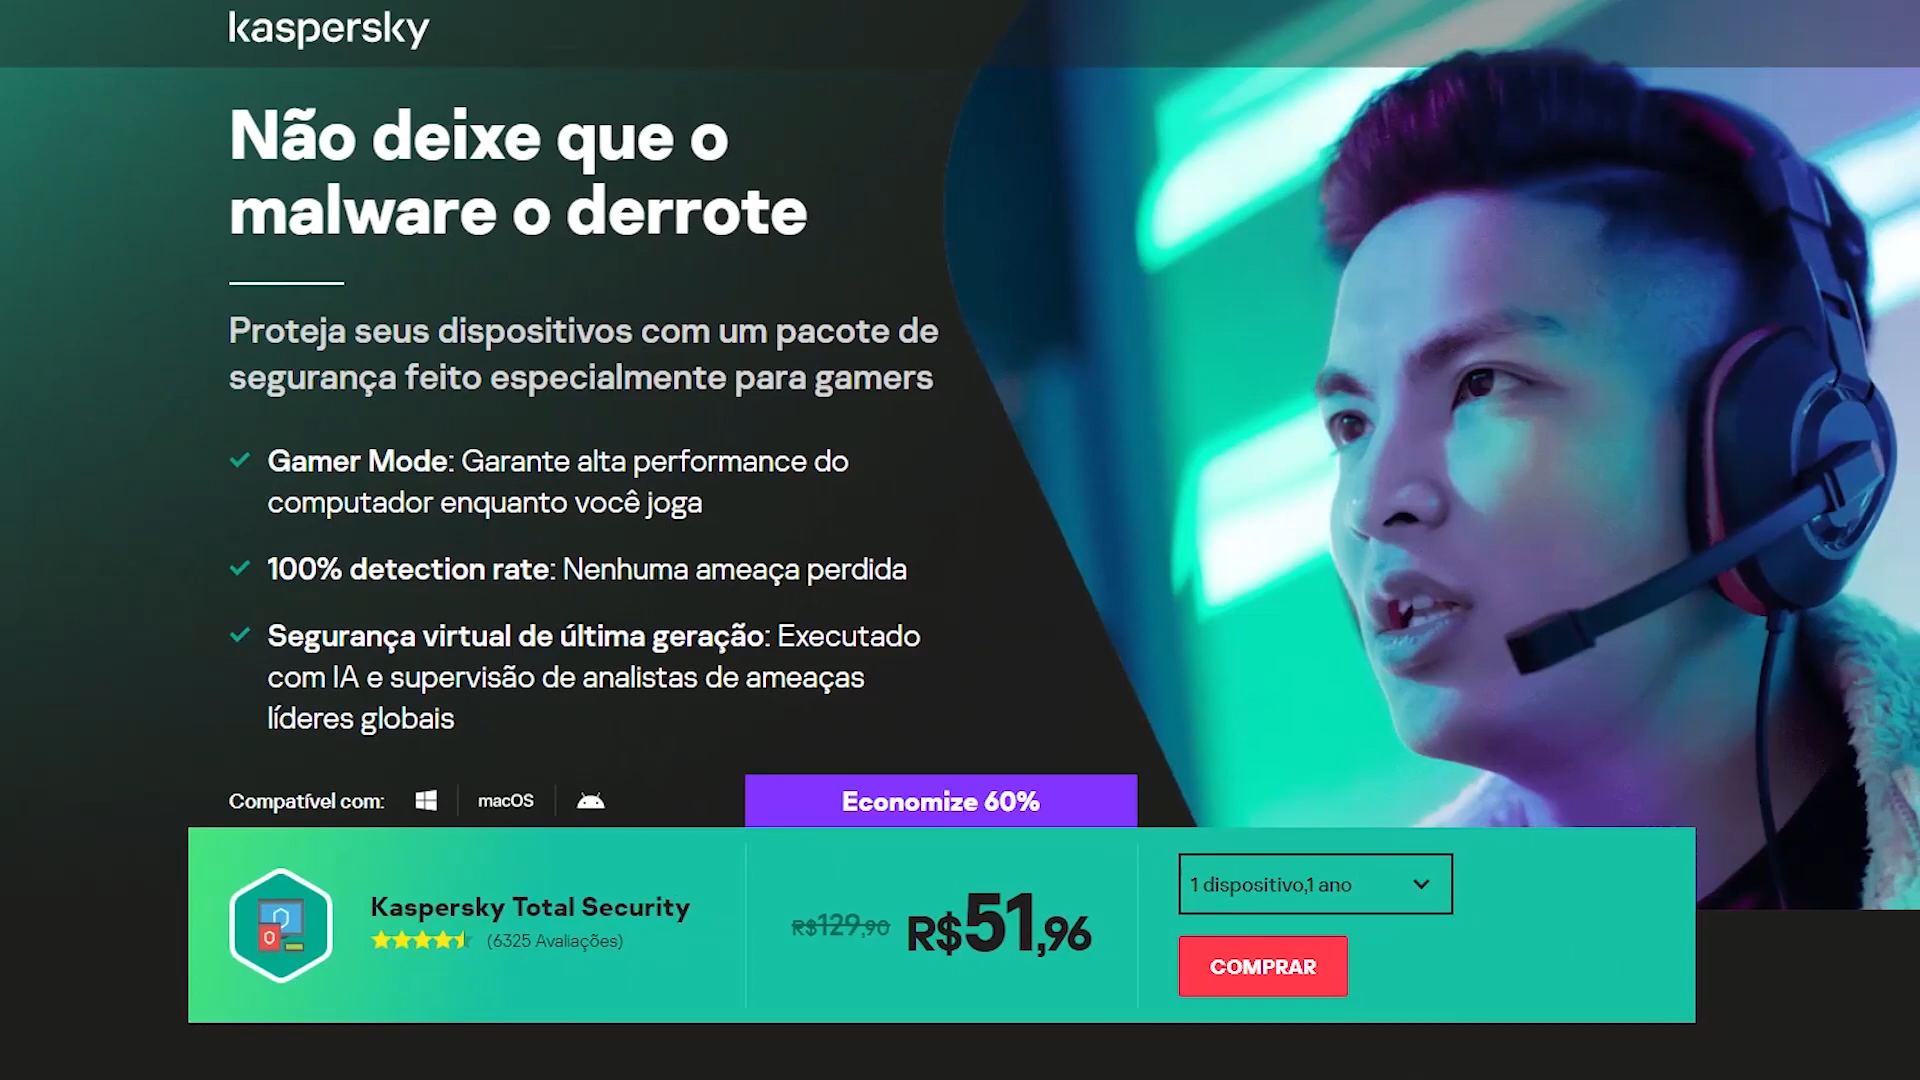 kaspersky
Não deixe que o
malware o derrote
Proteja seus dispositivos com um pacote de
segurança feito especialmente para gamers
Gamer Mode: Garante alta performance do
computador enquanto você joga
100% detection rate: Nenhuma ameaça perdida
Segurança virtual de última geração: Executado
com IA e supervisão de analistas de ameaças
líderes globais
Compatível com: macOS
Economize 60%
Kaspersky Total Security
(6325 Avaliações)
R$129,90 R$51,96
1 dispositivo,1 ano
COMPRAR